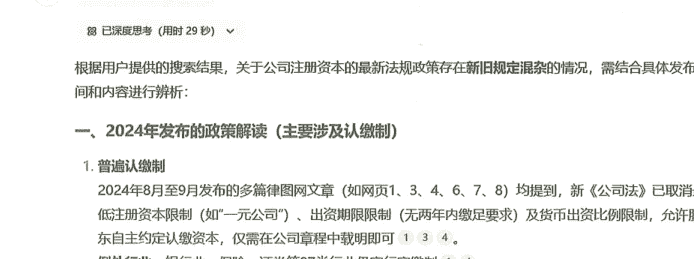 已深度思考（用时 29 秒）
根据用户提供的搜索结果，关于公司注册资本的最新法规政策存在新旧规定混杂的情况，需结合具体发布
间和内容进行辨析：
一、2024年发布的政策解读（主要涉及认缴制）
1. 普遍认缴制
2024年8月至9月发布的多篇律图网文章（如网页1、3、4、6、7、8）均提到，新《公司法》已取消
低注册资本限制（如"一元公司"）、出资期限限制（无两年内缴足要求）及货币出资比例限制，允许
东自主约定认缴资本，仅需在公司章程中载明即可 1 3 4 。